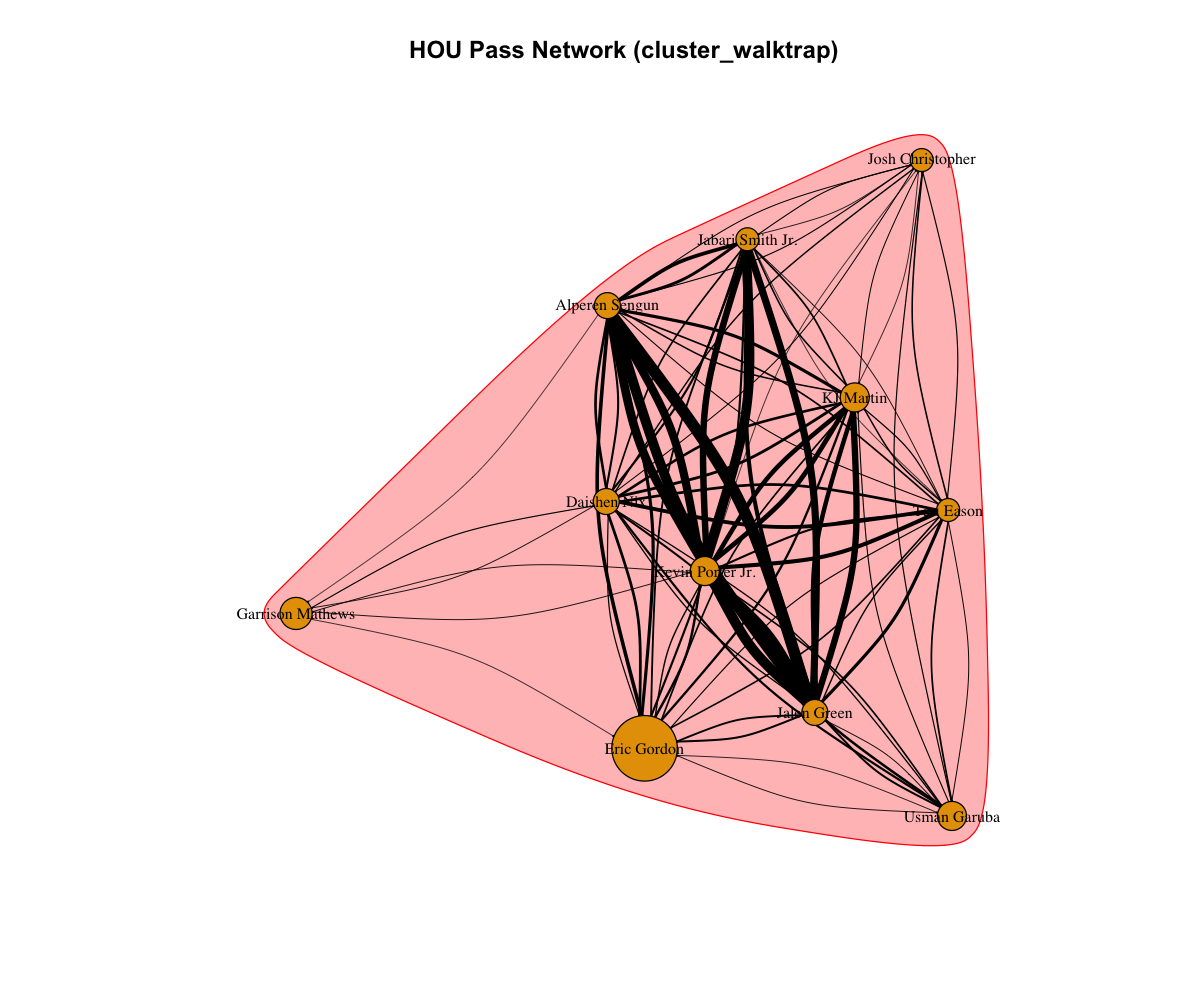 HOU Pass Network (cluster_walktrap)
Josh Christopher
Jabari Smith Jr.
Alperen Sengun
KJ Martin
Daishen Nix
Eason
Kevin Porter Jr.
Garrison Mathews
Jalen Green
Eric Gordon
Usman Garuba